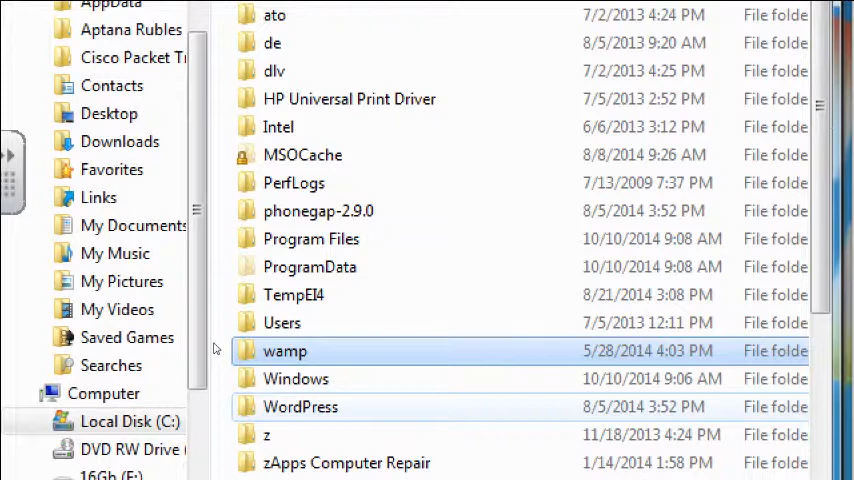 AppData
Aptana Rubles
Cisco Packet Tr
Contacts
Desktop
Downloads
Favorites
Links
My Documents
My Music
My Pictures
My Videos
Saved Games
Searches
Computer
Local Disk (C:)
DVD RW Drive (
16Gb (F:)
ato 7/2/2013 4:24 PM File folde
de 8/5/2013 9:20 AM File folde
dlv 7/2/2013 4:25 PM File folde
HP Universal Print Driver 7/5/2013 2:52 PM File folde
Intel 6/6/2013 3:12 PM File folde
MSOCache 8/8/2014 9:26 AM File folde
PerfLogs 7/13/2009 7:37 PM File folde
phonegap-2.9.0 8/5/2014 3:52 PM File folde
Program Files 10/10/2014 9:08 AM File folde
ProgramData 10/10/2014 9:08 AM File folde
TempEI4 8/21/2014 3:08 PM File folde
Users 7/5/2013 12:11 PM File folde
wamp 5/28/2014 4:03 PM File folde
Windows 10/10/2014 9:06 AM File folde
WordPress 8/5/2014 3:52 PM File folde
z 11/18/2013 4:24 PM File folde
zApps Computer Repair 1/14/2014 1:58 PM File folde